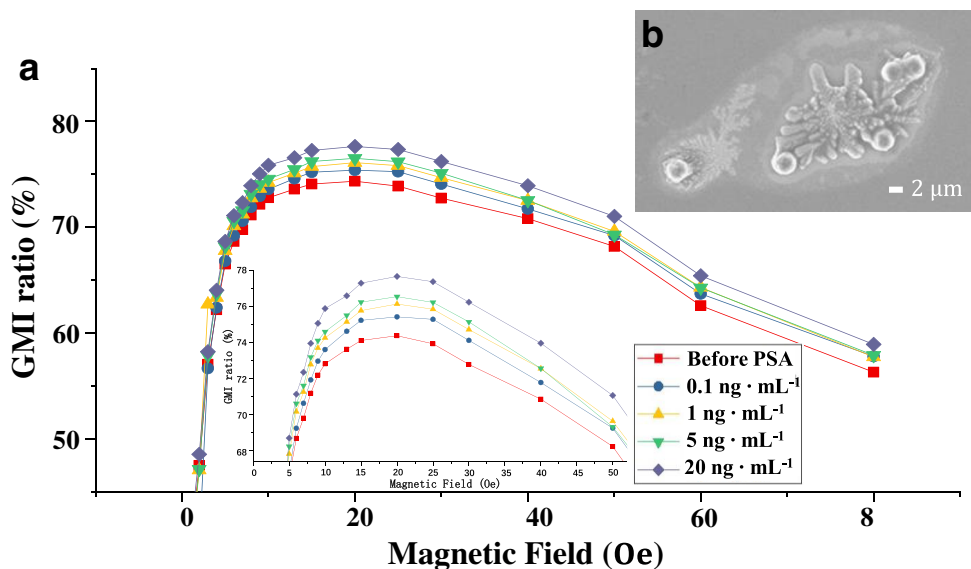 a
b
2 μm
GMI ratio (%)
80
70
60
50
0
20
40
60
8
Magnetic Field (Oe)
GMI ratio (%)
78
76
74
72
70
68
0
5
10
15
20
25
30
35
40
45
50
Magnetic Field (Oe)
Before PSA
0.1 ng · mL⁻¹
1 ng · mL⁻¹
5 ng · mL⁻¹
20 ng · mL⁻¹